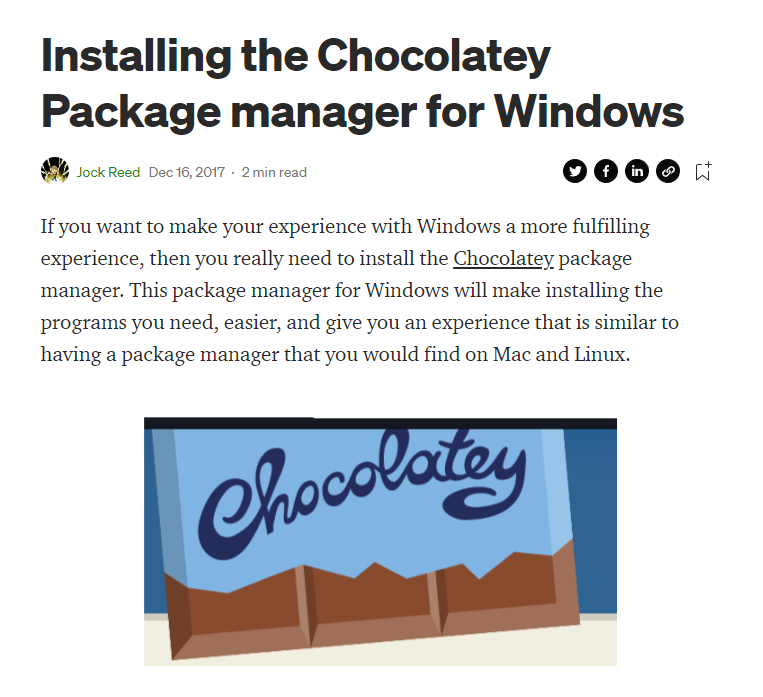 Installing the Chocolatey
Package manager for Windows
Jock Reed Dec 16, 2017 · 2 min read
If you want to make your experience with Windows a more fulfilling
experience, then you really need to install the Chocolatey package
manager. This package manager for Windows will make installing the
programs you need, easier, and give you an experience that is similar to
having a package manager that you would find on Mac and Linux.
Chocolatey